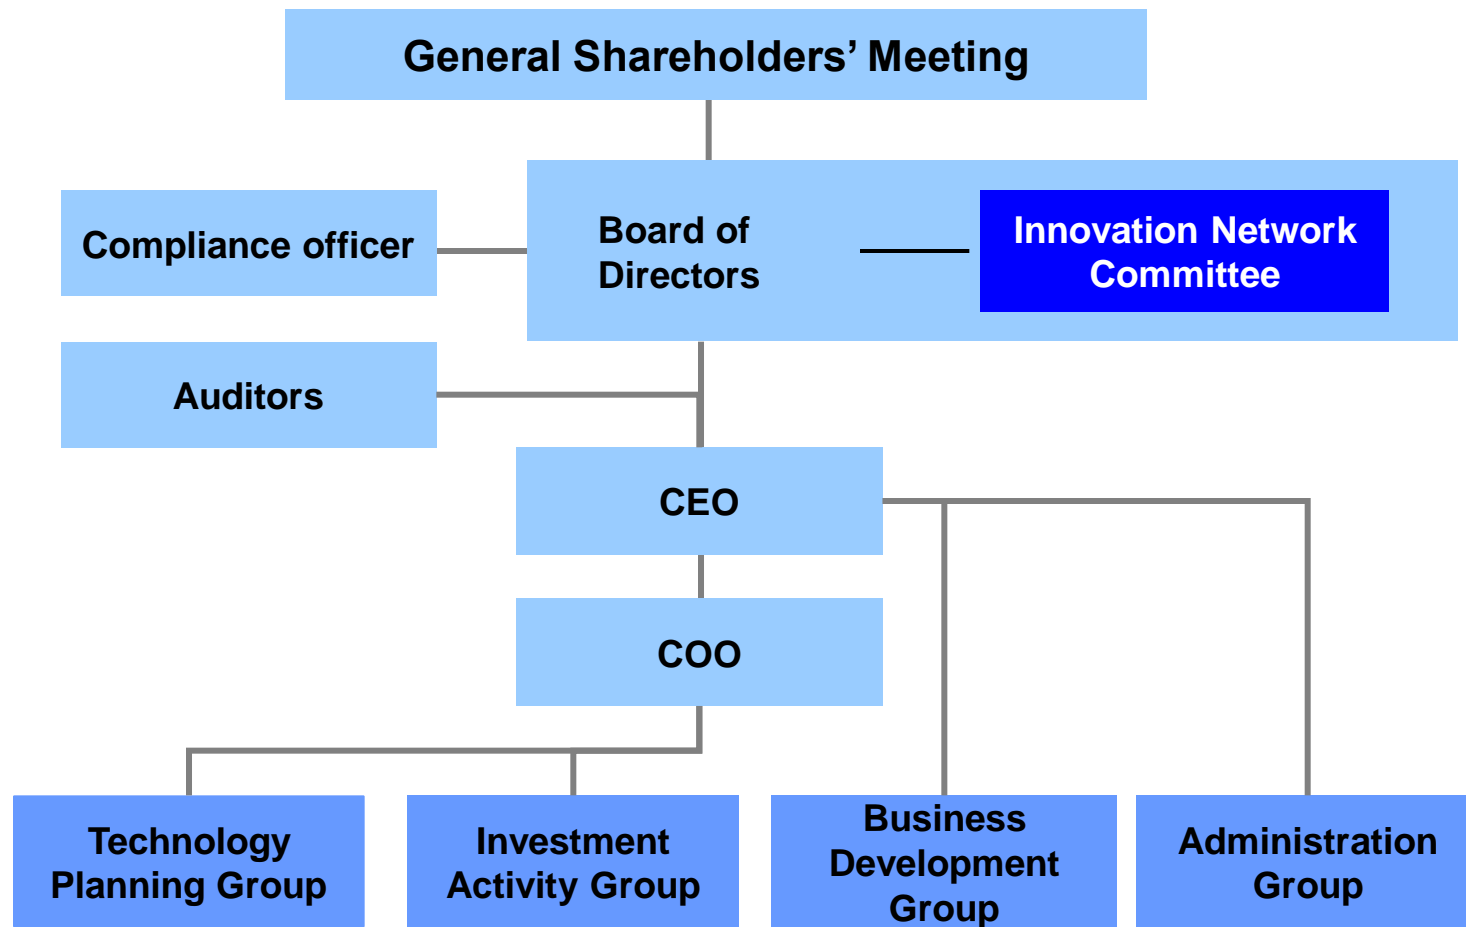 General Shareholders’ Meeting
Compliance officer
Board of
Directors
Innovation Network
Committee
Auditors
CEO
COO
Technology
Planning Group
Investment
Activity Group
Business
Development
Group
Administration
Group